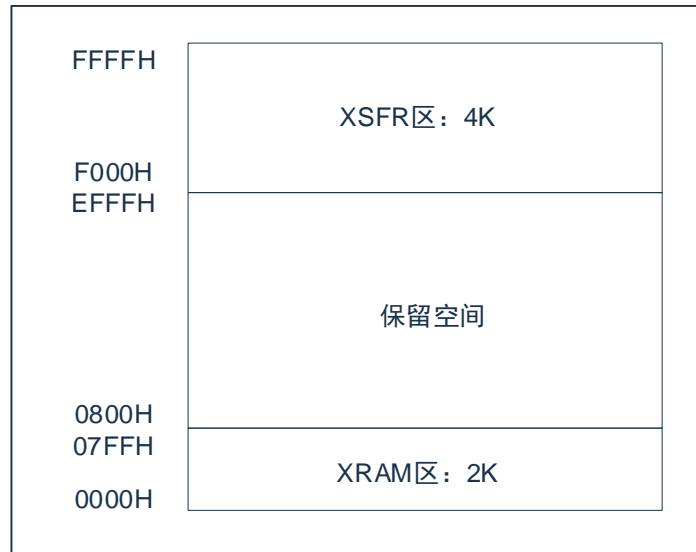 FFFFH
XSFR区：4K
F000H
EFFFH
保留空间
0800H
07FFH
XRAM区：2K
0000H